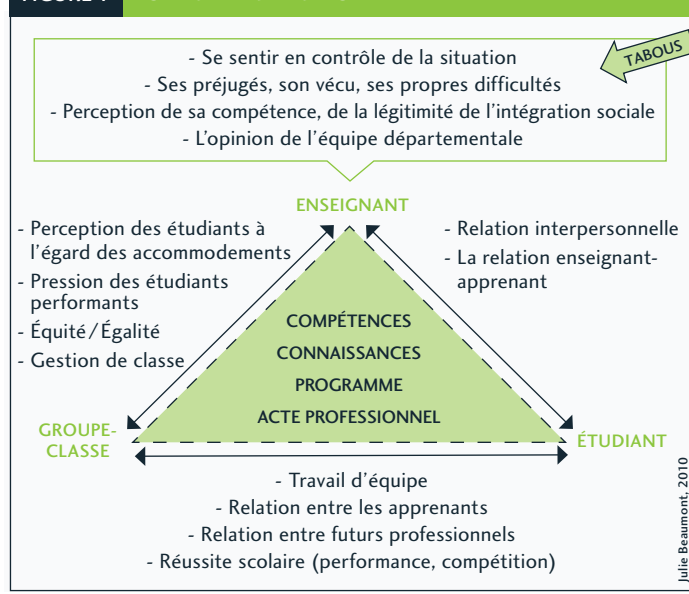 - Se sentir en contrôle de la situation
- Ses préjugés, son vécu, ses propres difficultés
- Perception de sa compétence, de la légitimité de l'intégration sociale
- L'opinion de l'équipe départementale
TABOUS
ENSEIGNANT
- Perception des étudiants à
l'égard des accommodements
- Pression des étudiants
performants
- Équité/Égalité
- Gestion de classe
- Relation interpersonnelle
- La relation enseignant-
apprenant
COMPÉTENCES
CONNAISSANCES
PROGRAMME
ACTE PROFESSIONNEL
GROUPE-
CLASSE
ÉTUDIANT
- Travail d'équipe
- Relation entre les apprenants
- Relation entre futurs professionnels
- Réussite scolaire (performance, compétition)
Julie Beaumont, 2010